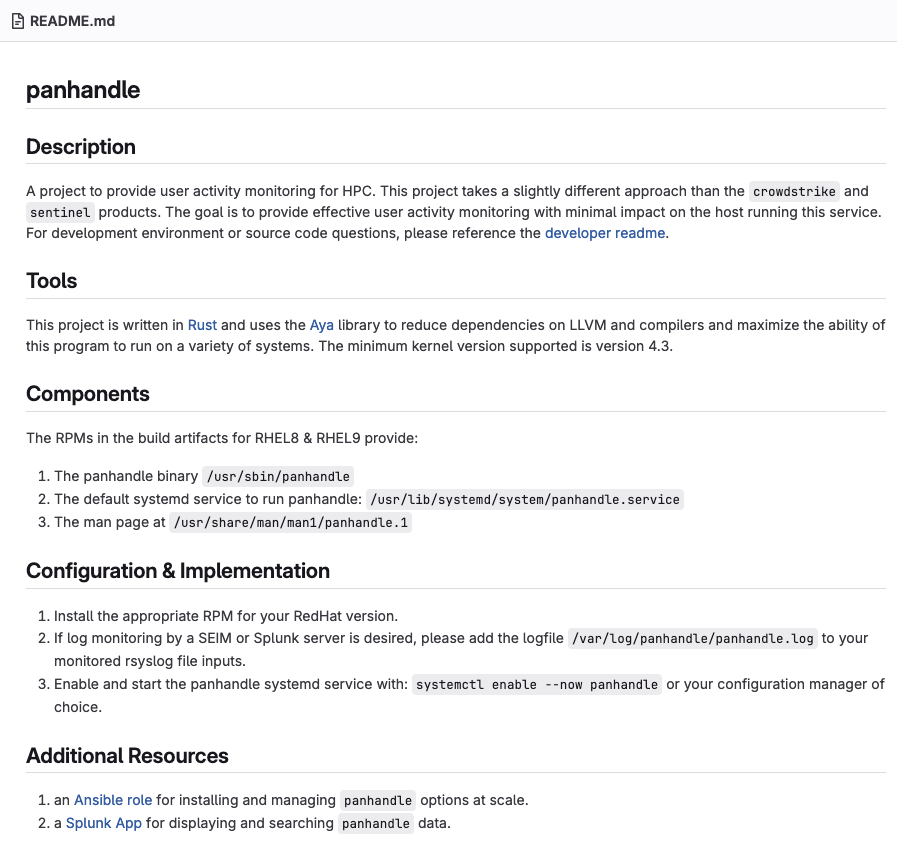 README.md
panhandle
Description
A project to provide user activity monitoring for HPC. This project takes a slightly different approach than the crowdstrike and
sentinel products. The goal is to provide effective user activity monitoring with minimal impact on the host running this service.
For development environment or source code questions, please reference the developer readme.
Tools
This project is written in Rust and uses the Aya library to reduce dependencies on LLVM and compilers and maximize the ability of
this program to run on a variety of systems. The minimum kernel version supported is version 4.3.
Components
The RPMs in the build artifacts for RHEL8 & RHEL9 provide:
1. The panhandle binary /usr/sbin/panhandle
2. The default systemd service to run panhandle: /usr/lib/systemd/system/panhandle.service
3. The man page at /usr/share/man/man1/panhandle.1
Configuration & Implementation
1. Install the appropriate RPM for your RedHat version.
2. If log monitoring by a SEIM or Splunk server is desired, please add the logfile /var/log/panhandle/panhandle.log to your
monitored rsyslog file inputs.
3. Enable and start the panhandle systemd service with: systemctl enable --now panhandle or your configuration manager of
choice.
Additional Resources
1. an Ansible role for installing and managing panhandle options at scale.
2. a Splunk App for displaying and searching panhandle data.